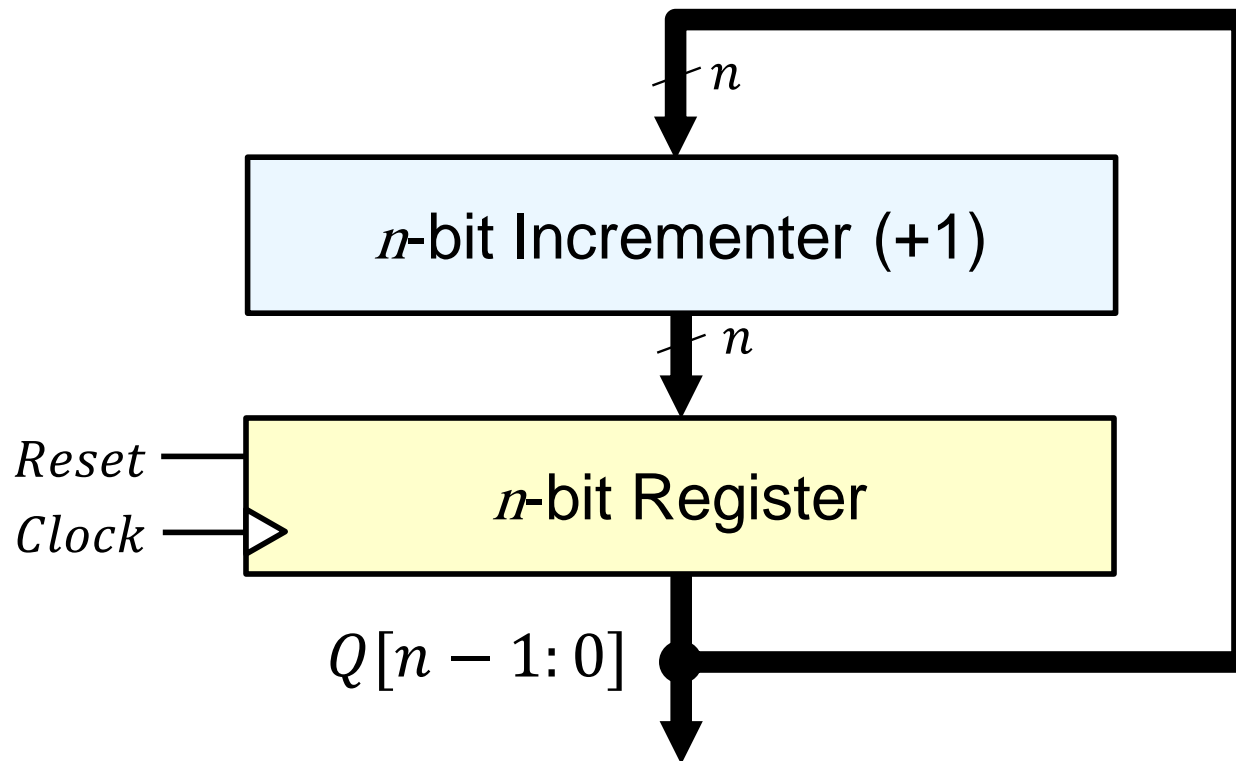 n
n-bit Incrementer (+1)
n
Reset
n-bit Register
Clock
Q[n − 1: 0]